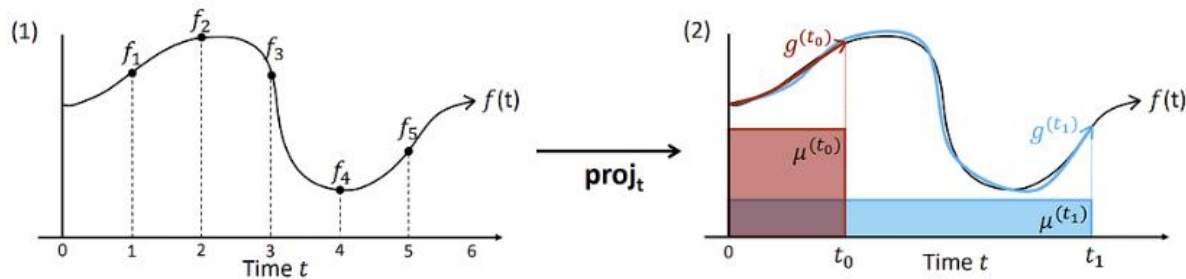 (1)
f₁
f₂
f₃
f₄
f₅
f(t)
0 1 2 3 4 5 6
Time t
projₜ
(2)
g^(t₀)
f(t)
g^(t₁)
μ^(t₀)
μ^(t₁)
0 t₀ Time t t₁